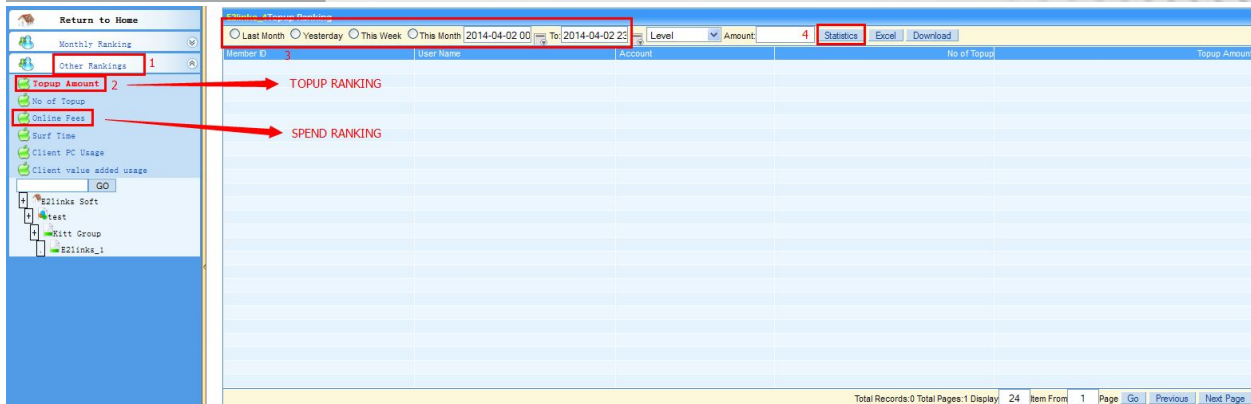 Return to Home
Monthly Ranking
Other Rankings 1
Topup Amount 2
No of Topup
Online Fees
Surf Time
Client PC Usage
Client value added usage
GO
E2links Soft
test
Kitt Group
E2links_1
E2links_4Topup Ranking
Last Month Yesterday This Week This Month 2014-04-02 00 To: 2014-04-02 23 Level Amount: 4 Statistics Excel Download
Member ID 3 User Name Account No of Topup Topup Amount
TOPUP RANKING
SPEND RANKING
Total Records:0 Total Pages:1 Display 24 Item From 1 Page Go Previous Next Page